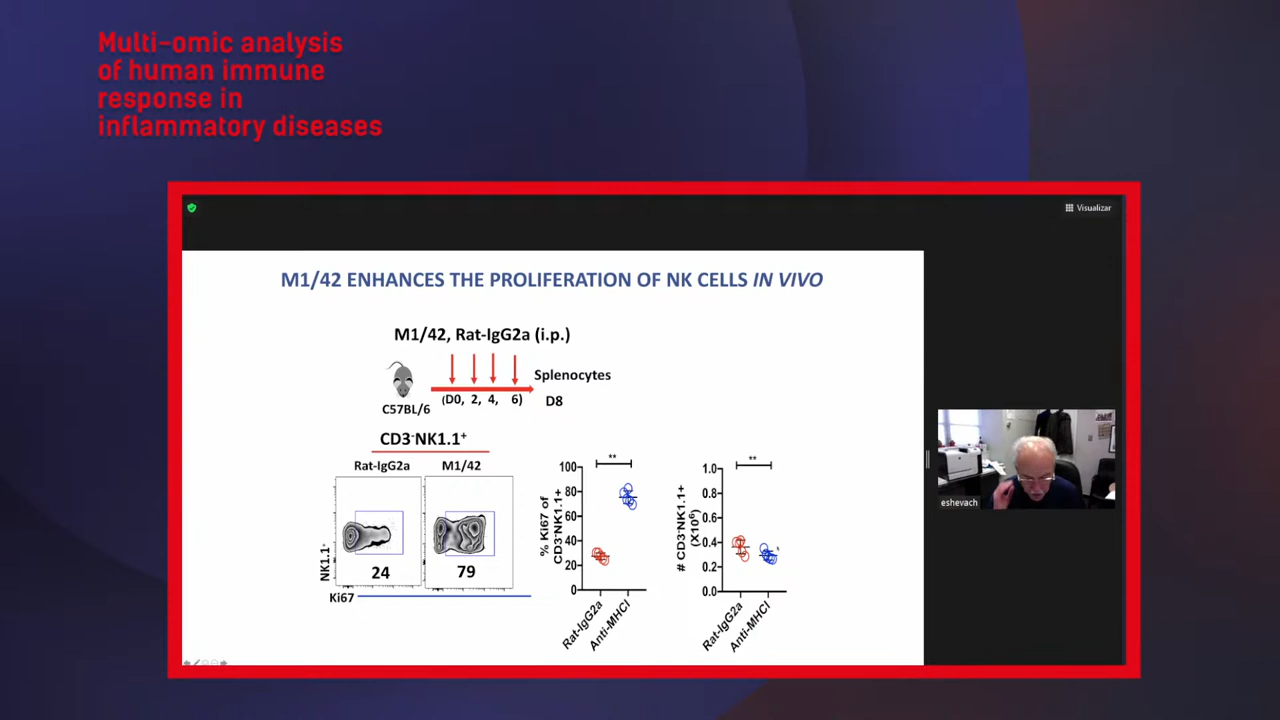 Multi-omic analysis
of human immune
response in
inflammatory diseases
Visualizar
M1/42 ENHANCES THE PROLIFERATION OF NK CELLS IN VIVO
M1/42, Rat-IgG2a (i.p.)
Splenocytes
C57BL/6
(D0, 2, 4, 6)
D8
CD3-NK1.1+
Rat-IgG2a
M1/42
NK1.1-
24
79
Ki67
**
% Ki67 of
CD3-NK1.1+
100
80
60
40
20
0
Rat-IgG2a
Anti-MHCI
**
# CD3-NK1.1+
(X10⁶)
1.0
0.8
0.6
0.4
0.2
0.0
Rat-IgG2a
Anti-MHCI
eshevach